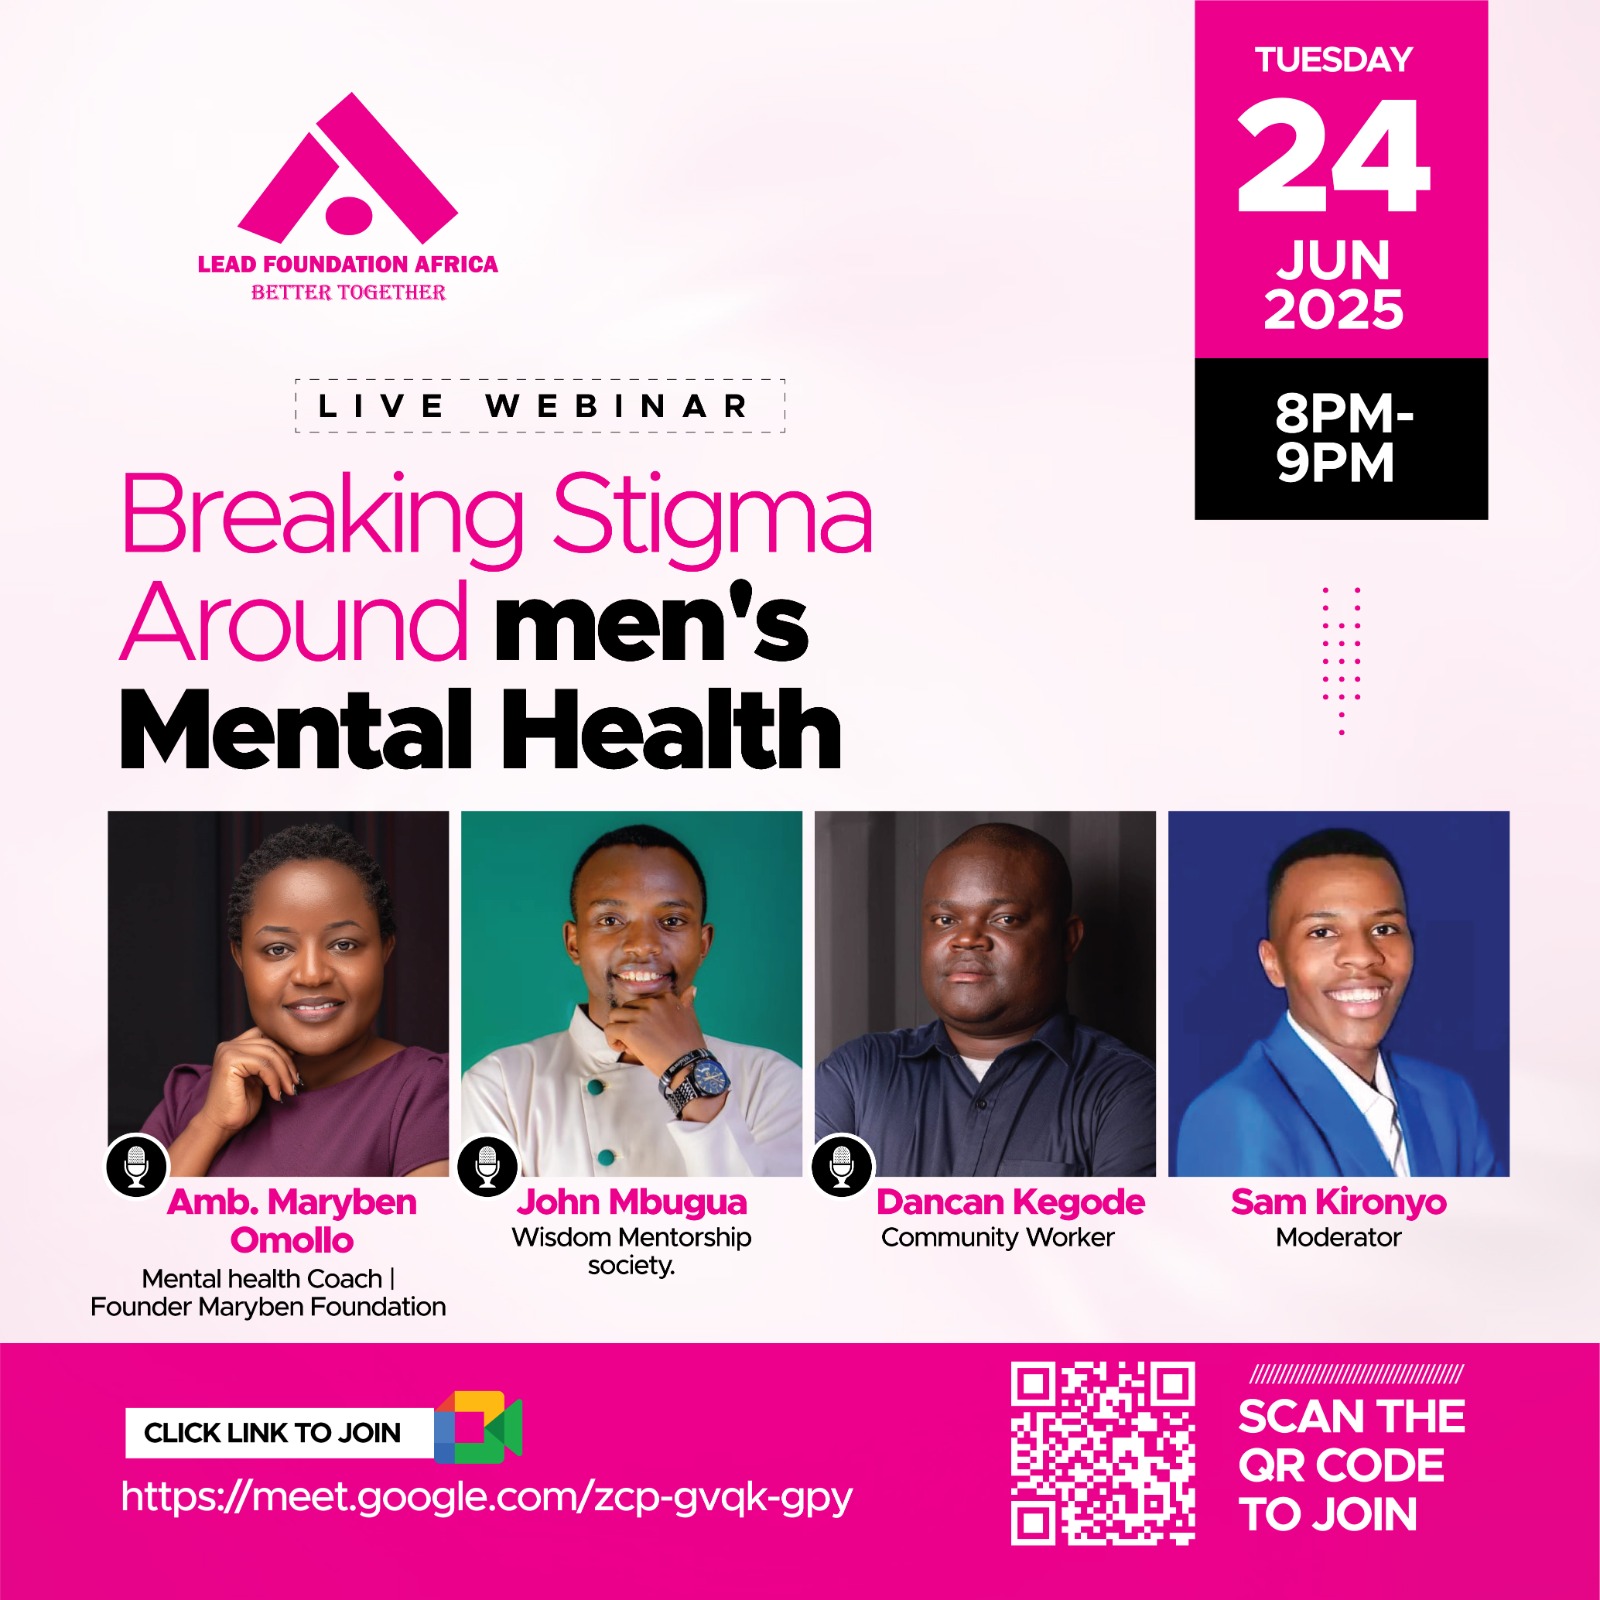 TUESDAY
24
JUN
2025
8PM-
9PM
LEAD FOUNDATION AFRICA
BETTER TOGETHER
LIVE WEBINAR
Breaking Stigma
Around men's
Mental Health
Amb. Maryben
Omollo
Mental health Coach |
Founder Maryben Foundation
John Mbugua
Wisdom Mentorship
society.
Dancan Kegode
Community Worker
Sam Kironyo
Moderator
CLICK LINK TO JOIN
https://meet.google.com/zcp-gvqk-gpy
SCAN THE
QR CODE
TO JOIN